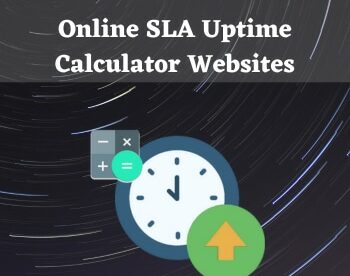 Online SLA Uptime
Calculator Websites
− ×
+ =